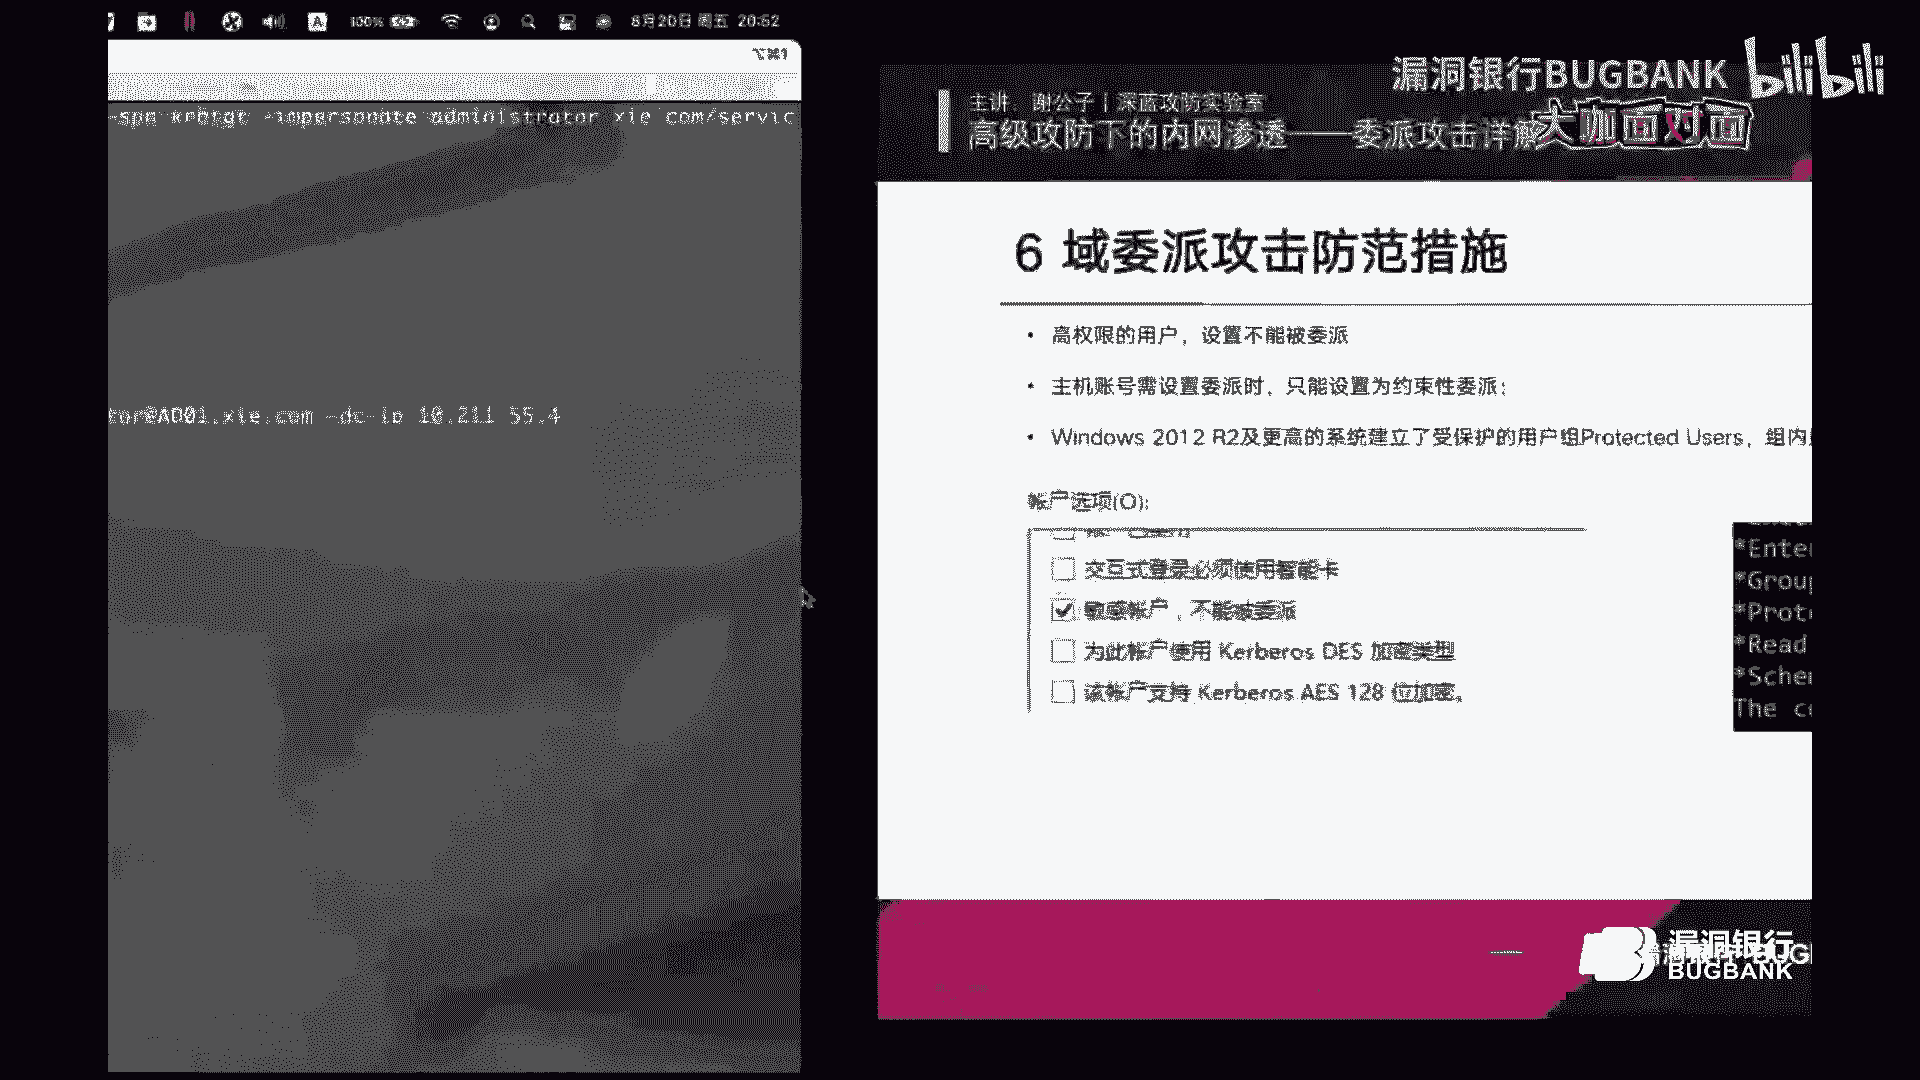 100% 8月20日 周五 20:52
⌥⌘1
-spn krbtgt -impersonate administrator xie.com/servic
tor@AD01.xie.com -dc-ip 10.211.55.4
漏洞银行BUGBANK bilibili
主讲：谢公子 | 深蓝攻防实验室
高级攻防下的内网渗透——委派攻击详解
大咖面对面
6 域委派攻击防范措施
• 高权限的用户，设置不能被委派
• 主机账号需设置委派时，只能设置为约束性委派；
• Windows 2012 R2及更高的系统建立了受保护的用户组Protected Users，组内
帐户选项(O):
交互式登录必须使用智能卡
敏感帐户，不能被委派
为此帐户使用 Kerberos DES 加密类型
该帐户支持 Kerberos AES 128 位加密。
*Enter
*Group
*Prote
*Read
*Schem
The co
漏洞银行
BUGBANK